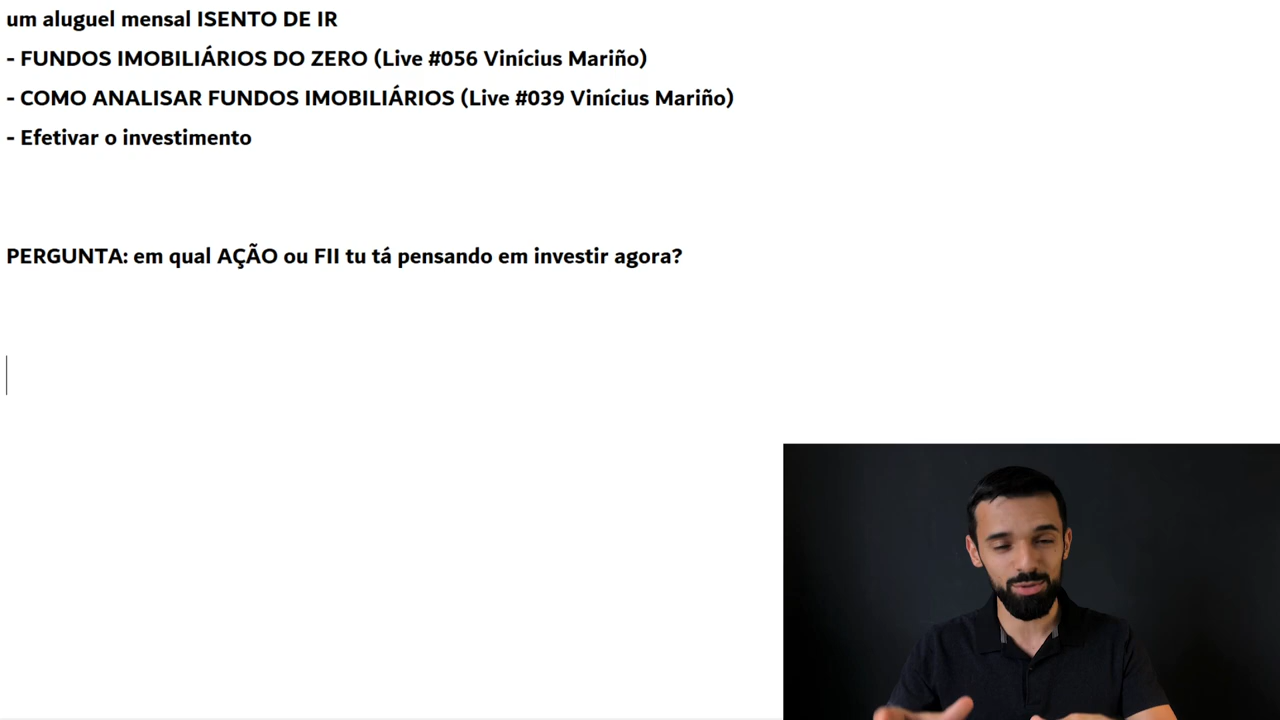 um aluguel mensal ISENTO DE IR
- FUNDOS IMOBILIÁRIOS DO ZERO (Live #056 Vinícius Mariño)
- COMO ANALISAR FUNDOS IMOBILIÁRIOS (Live #039 Vinícius Mariño)
- Efetivar o investimento
PERGUNTA: em qual AÇÃO ou FII tu tá pensando em investir agora?